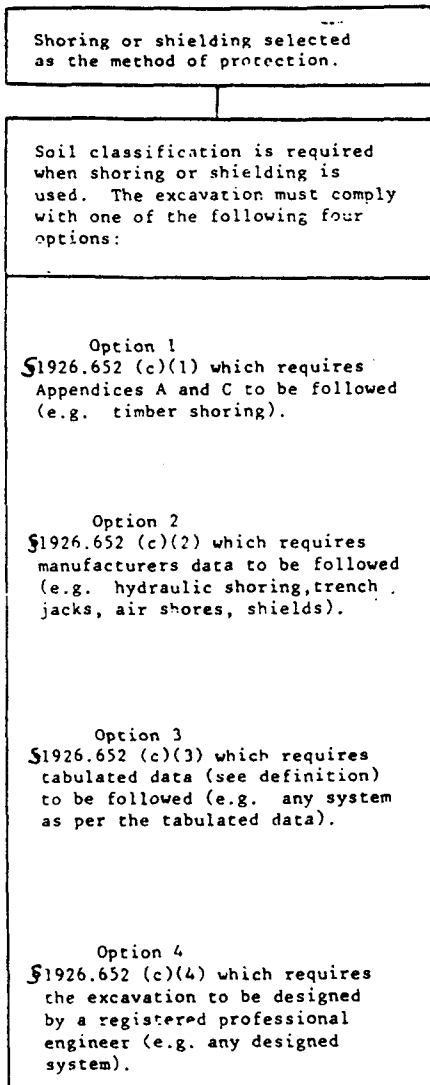 Shoring or shielding selected
as the method of protection.
Soil classification is required
when shoring or shielding is
used. The excavation must comply
with one of the following four
options:
Option 1
§1926.652 (c)(1) which requires
Appendices A and C to be followed
(e.g. timber shoring).
Option 2
§1926.652 (c)(2) which requires
manufacturers data to be followed
(e.g. hydraulic shoring,trench
jacks, air shores, shields).
Option 3
§1926.652 (c)(3) which requires
tabulated data (see definition)
to be followed (e.g. any system
as per the tabulated data).
Option 4
§1926.652 (c)(4) which requires
the excavation to be designed
by a registered professional
engineer (e.g. any designed
system).